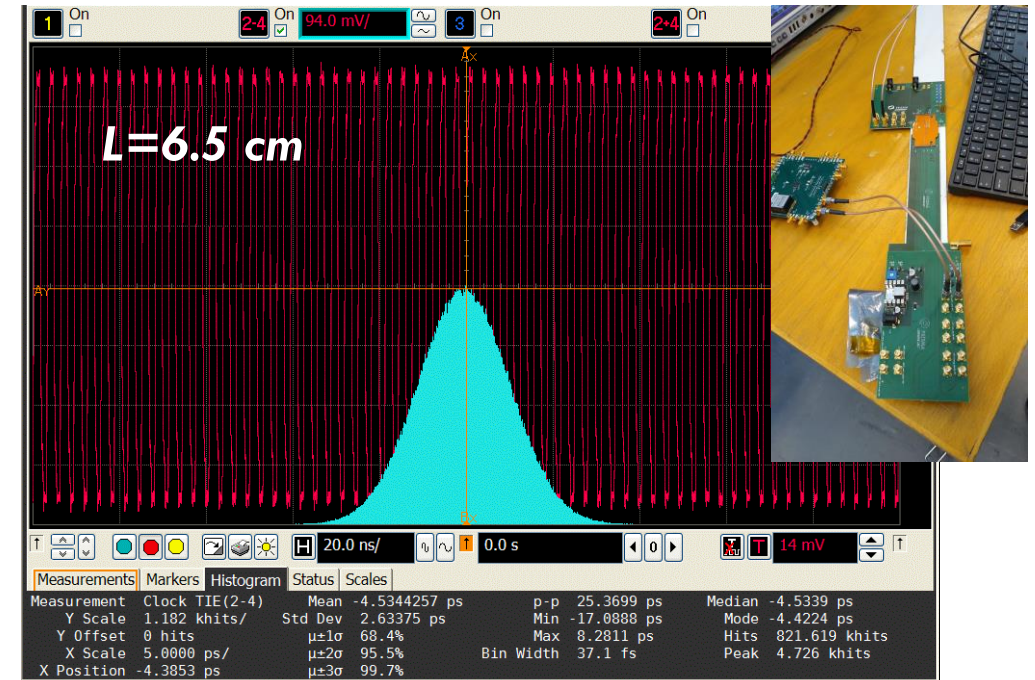 1 On 2-4 On 94.0 mV/ 3 On 2+4 On
Ax
L=6.5 cm
AY
H 20.0 ns/ 0.0 s 0 T 14 mV
Measurements Markers Histogram Status Scales
Measurement Clock TIE(2-4) Mean -4.5344257 ps p-p 25.3699 ps Median -4.5339 ps
Y Scale 1.182 khits/ Std Dev 2.63375 ps Min -17.0888 ps Mode -4.4224 ps
Y Offset 0 hits μ±1σ 68.4% Max 8.2811 ps Hits 821.619 khits
X Scale 5.0000 ps/ μ±2σ 95.5% Bin Width 37.1 fs Peak 4.726 khits
X Position -4.3853 ps μ±3σ 99.7%